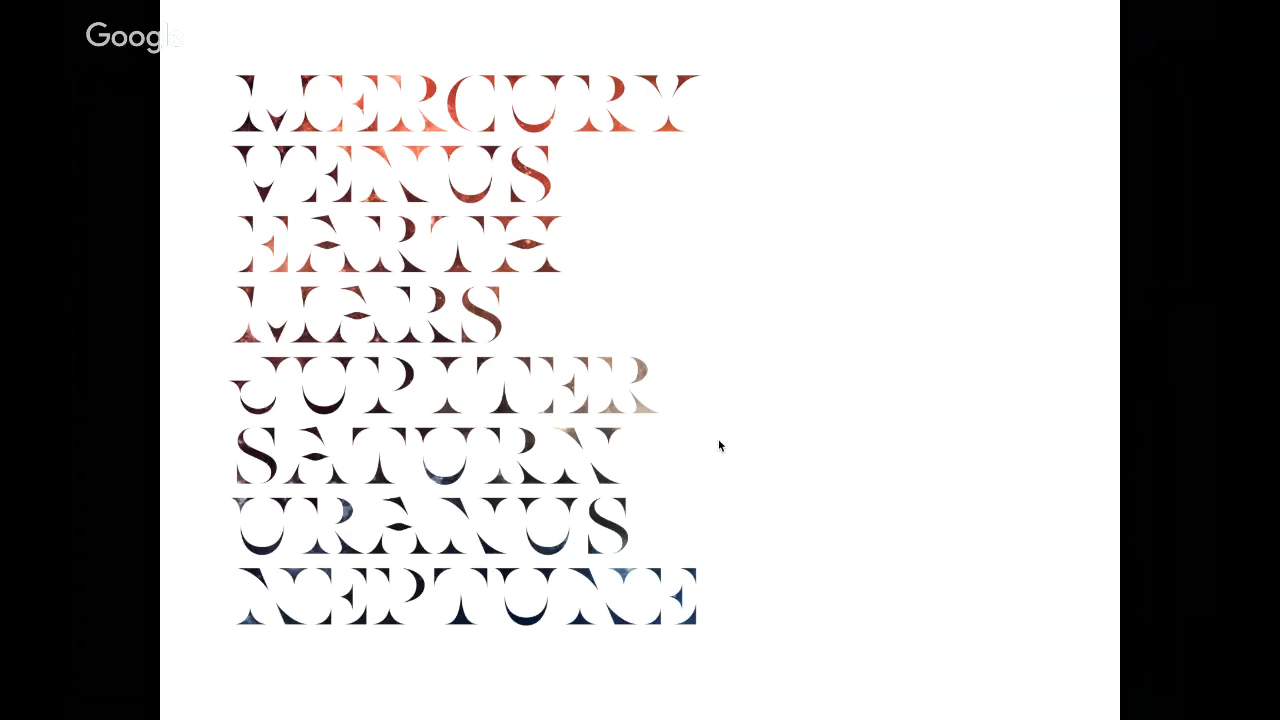 Google
MERCURY
VENUS
EARTH
MARS
JUPITER
SATURN
URANUS
NEPTUNE